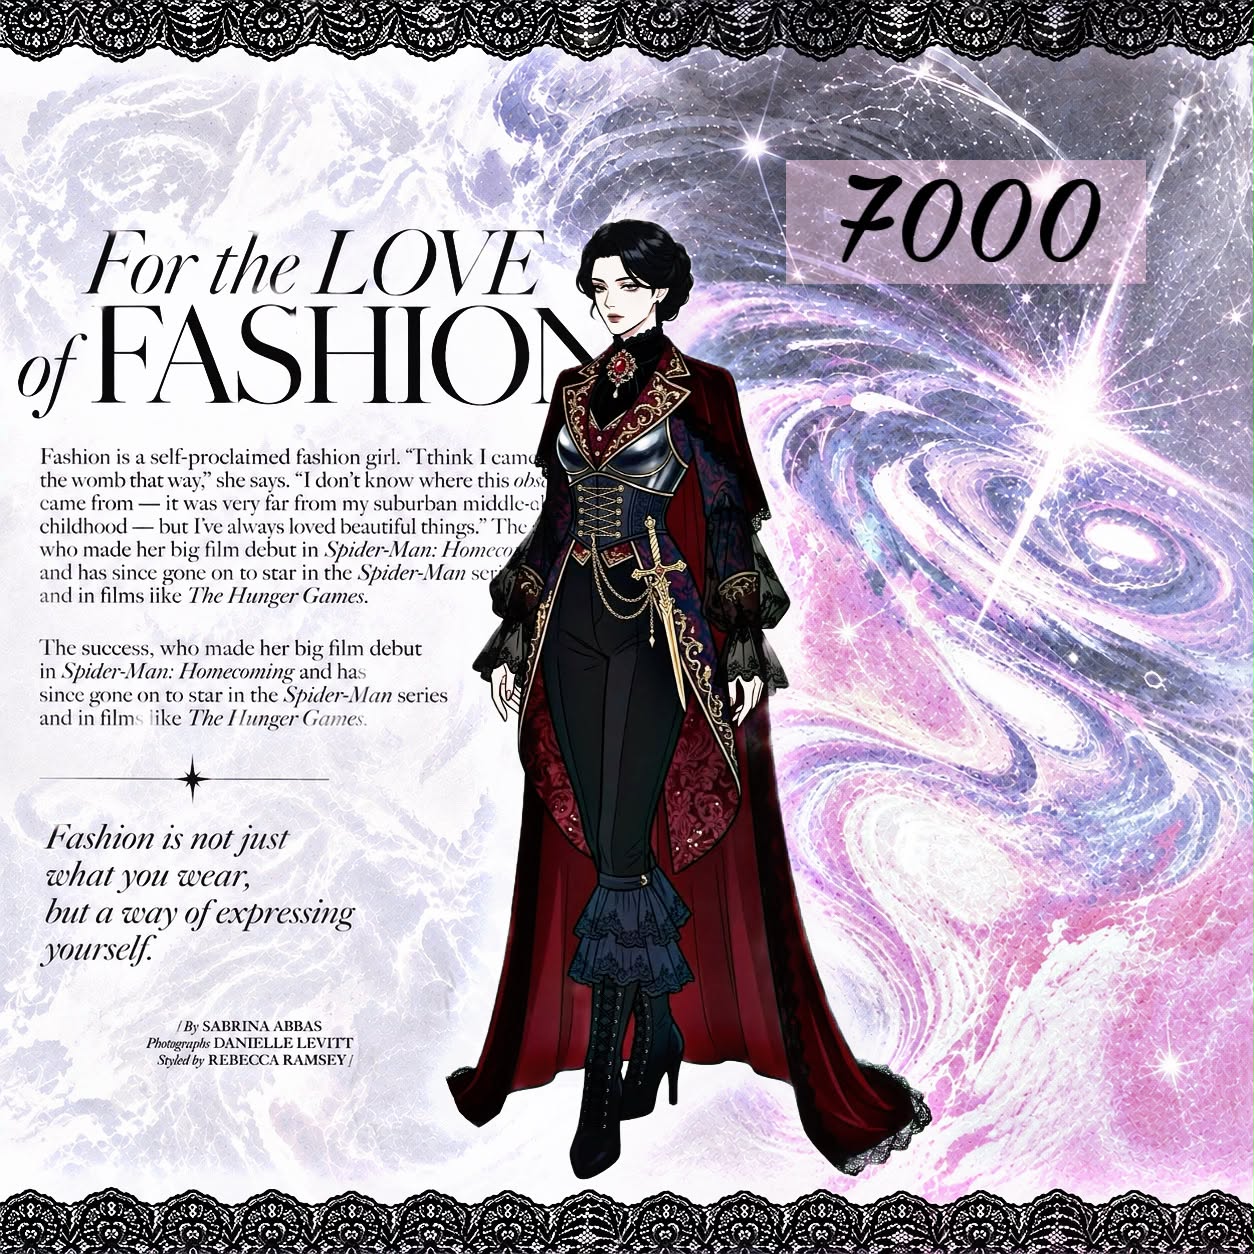 7000
For the LOVE
of FASHION
Fashion is a self-proclaimed fashion girl. “Tthink I came
the womb that way,” she says. “I don’t know where this
came from — it was very far from my suburban
childhood — but I’ve always loved beautiful things.” The
who made her big film debut in Spider-Man:
and has since gone on to star in the Spider-Man
and in films iike The Hunger Games.
The success, who made her big film debut
in Spider-Man: Homecoming and has
since gone on to star in the Spider-Man series
and in films like The Hunger Games.
Fashion is not just
what you wear,
but a way of expressing
yourself.
/ By SABRINA ABBAS
Photographs DANIELLE LEVITT
Styled by REBECCA RAMSEY /